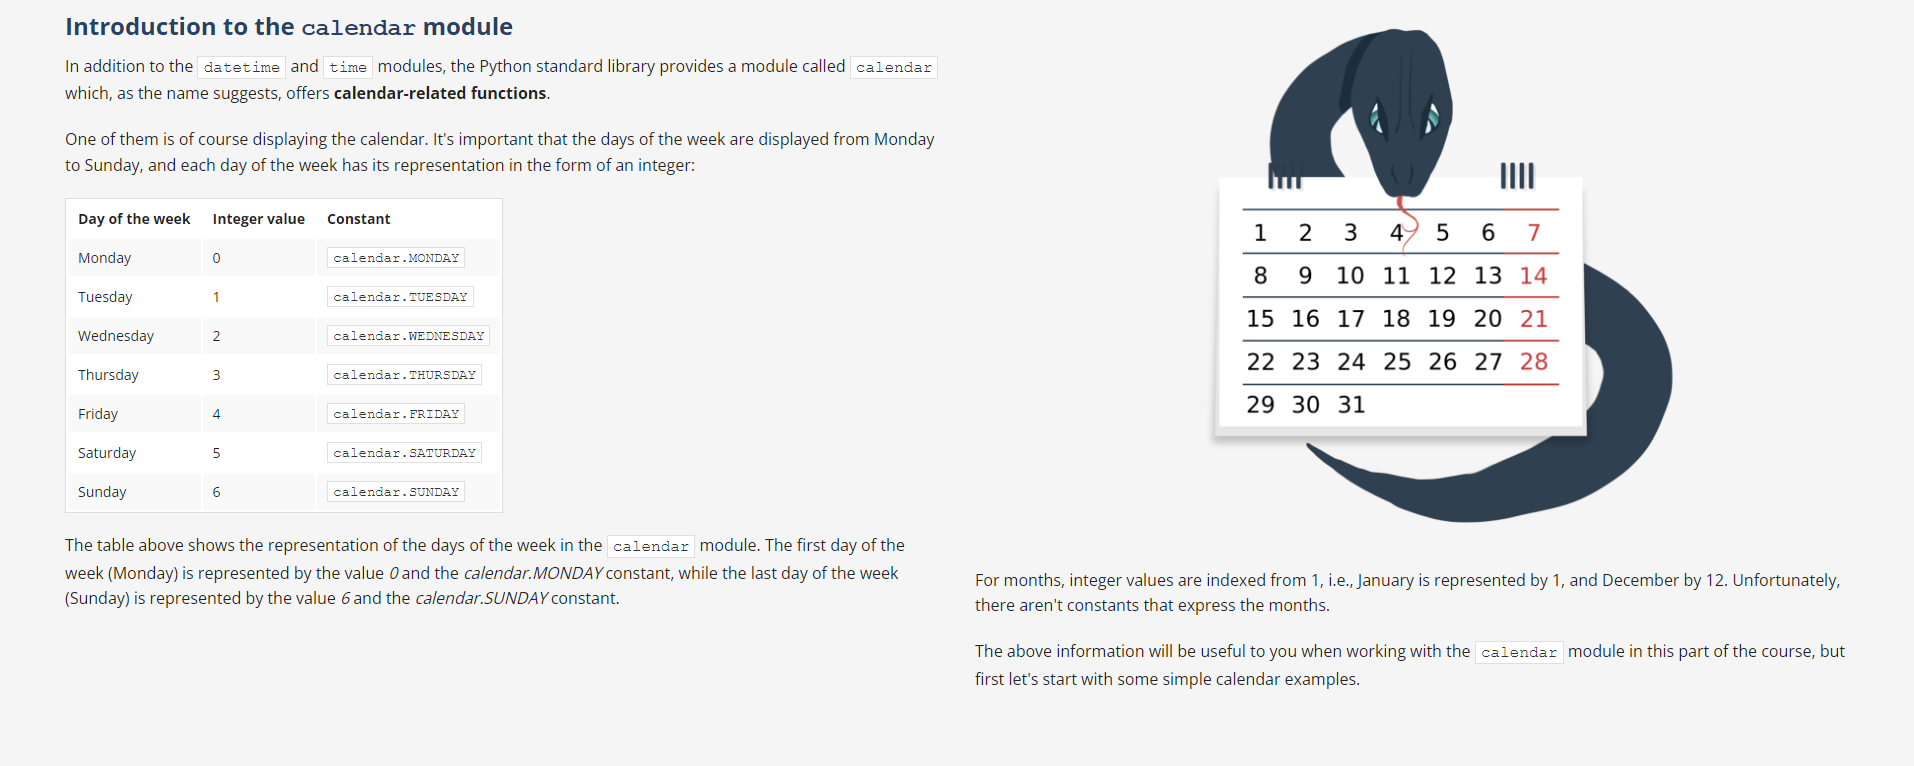 Introduction to the calendar module
In addition to the datetime and time modules, the Python standard library provides a module called calendar
which, as the name suggests, offers calendar-related functions.
One of them is of course displaying the calendar. It's important that the days of the week are displayed from Monday
to Sunday, and each day of the week has its representation in the form of an integer:
Day of the week Integer value Constant
Monday 0 calendar.MONDAY
Tuesday 1 calendar.TUESDAY
Wednesday 2 calendar.WEDNESDAY
Thursday 3 calendar.THURSDAY
Friday 4 calendar.FRIDAY
Saturday 5 calendar.SATURDAY
Sunday 6 calendar.SUNDAY
The table above shows the representation of the days of the week in the calendar module. The first day of the
week (Monday) is represented by the value 0 and the calendar.MONDAY constant, while the last day of the week
(Sunday) is represented by the value 6 and the calendar.SUNDAY constant.
1 2 3 4 5 6 7
8 9 10 11 12 13 14
15 16 17 18 19 20 21
22 23 24 25 26 27 28
29 30 31
For months, integer values are indexed from 1, i.e., January is represented by 1, and December by 12. Unfortunately,
there aren't constants that express the months.
The above information will be useful to you when working with the calendar module in this part of the course, but
first let's start with some simple calendar examples.